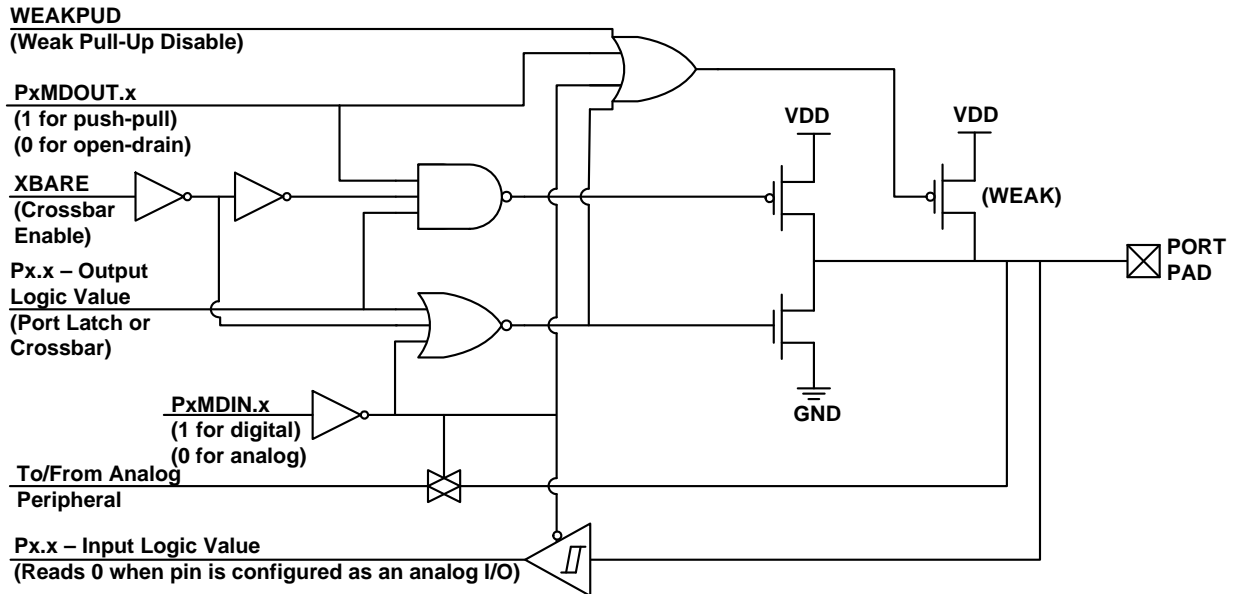 WEAKPUD
(Weak Pull-Up Disable)
PxMDOUT.x
(1 for push-pull)
(0 for open-drain)
XBARE
(Crossbar
Enable)
Px.x – Output
Logic Value
(Port Latch or
Crossbar)
PxMDIN.x
(1 for digital)
(0 for analog)
To/From Analog
Peripheral
Px.x – Input Logic Value
(Reads 0 when pin is configured as an analog I/O)
VDD
VDD
(WEAK)
PORT
PAD
GND